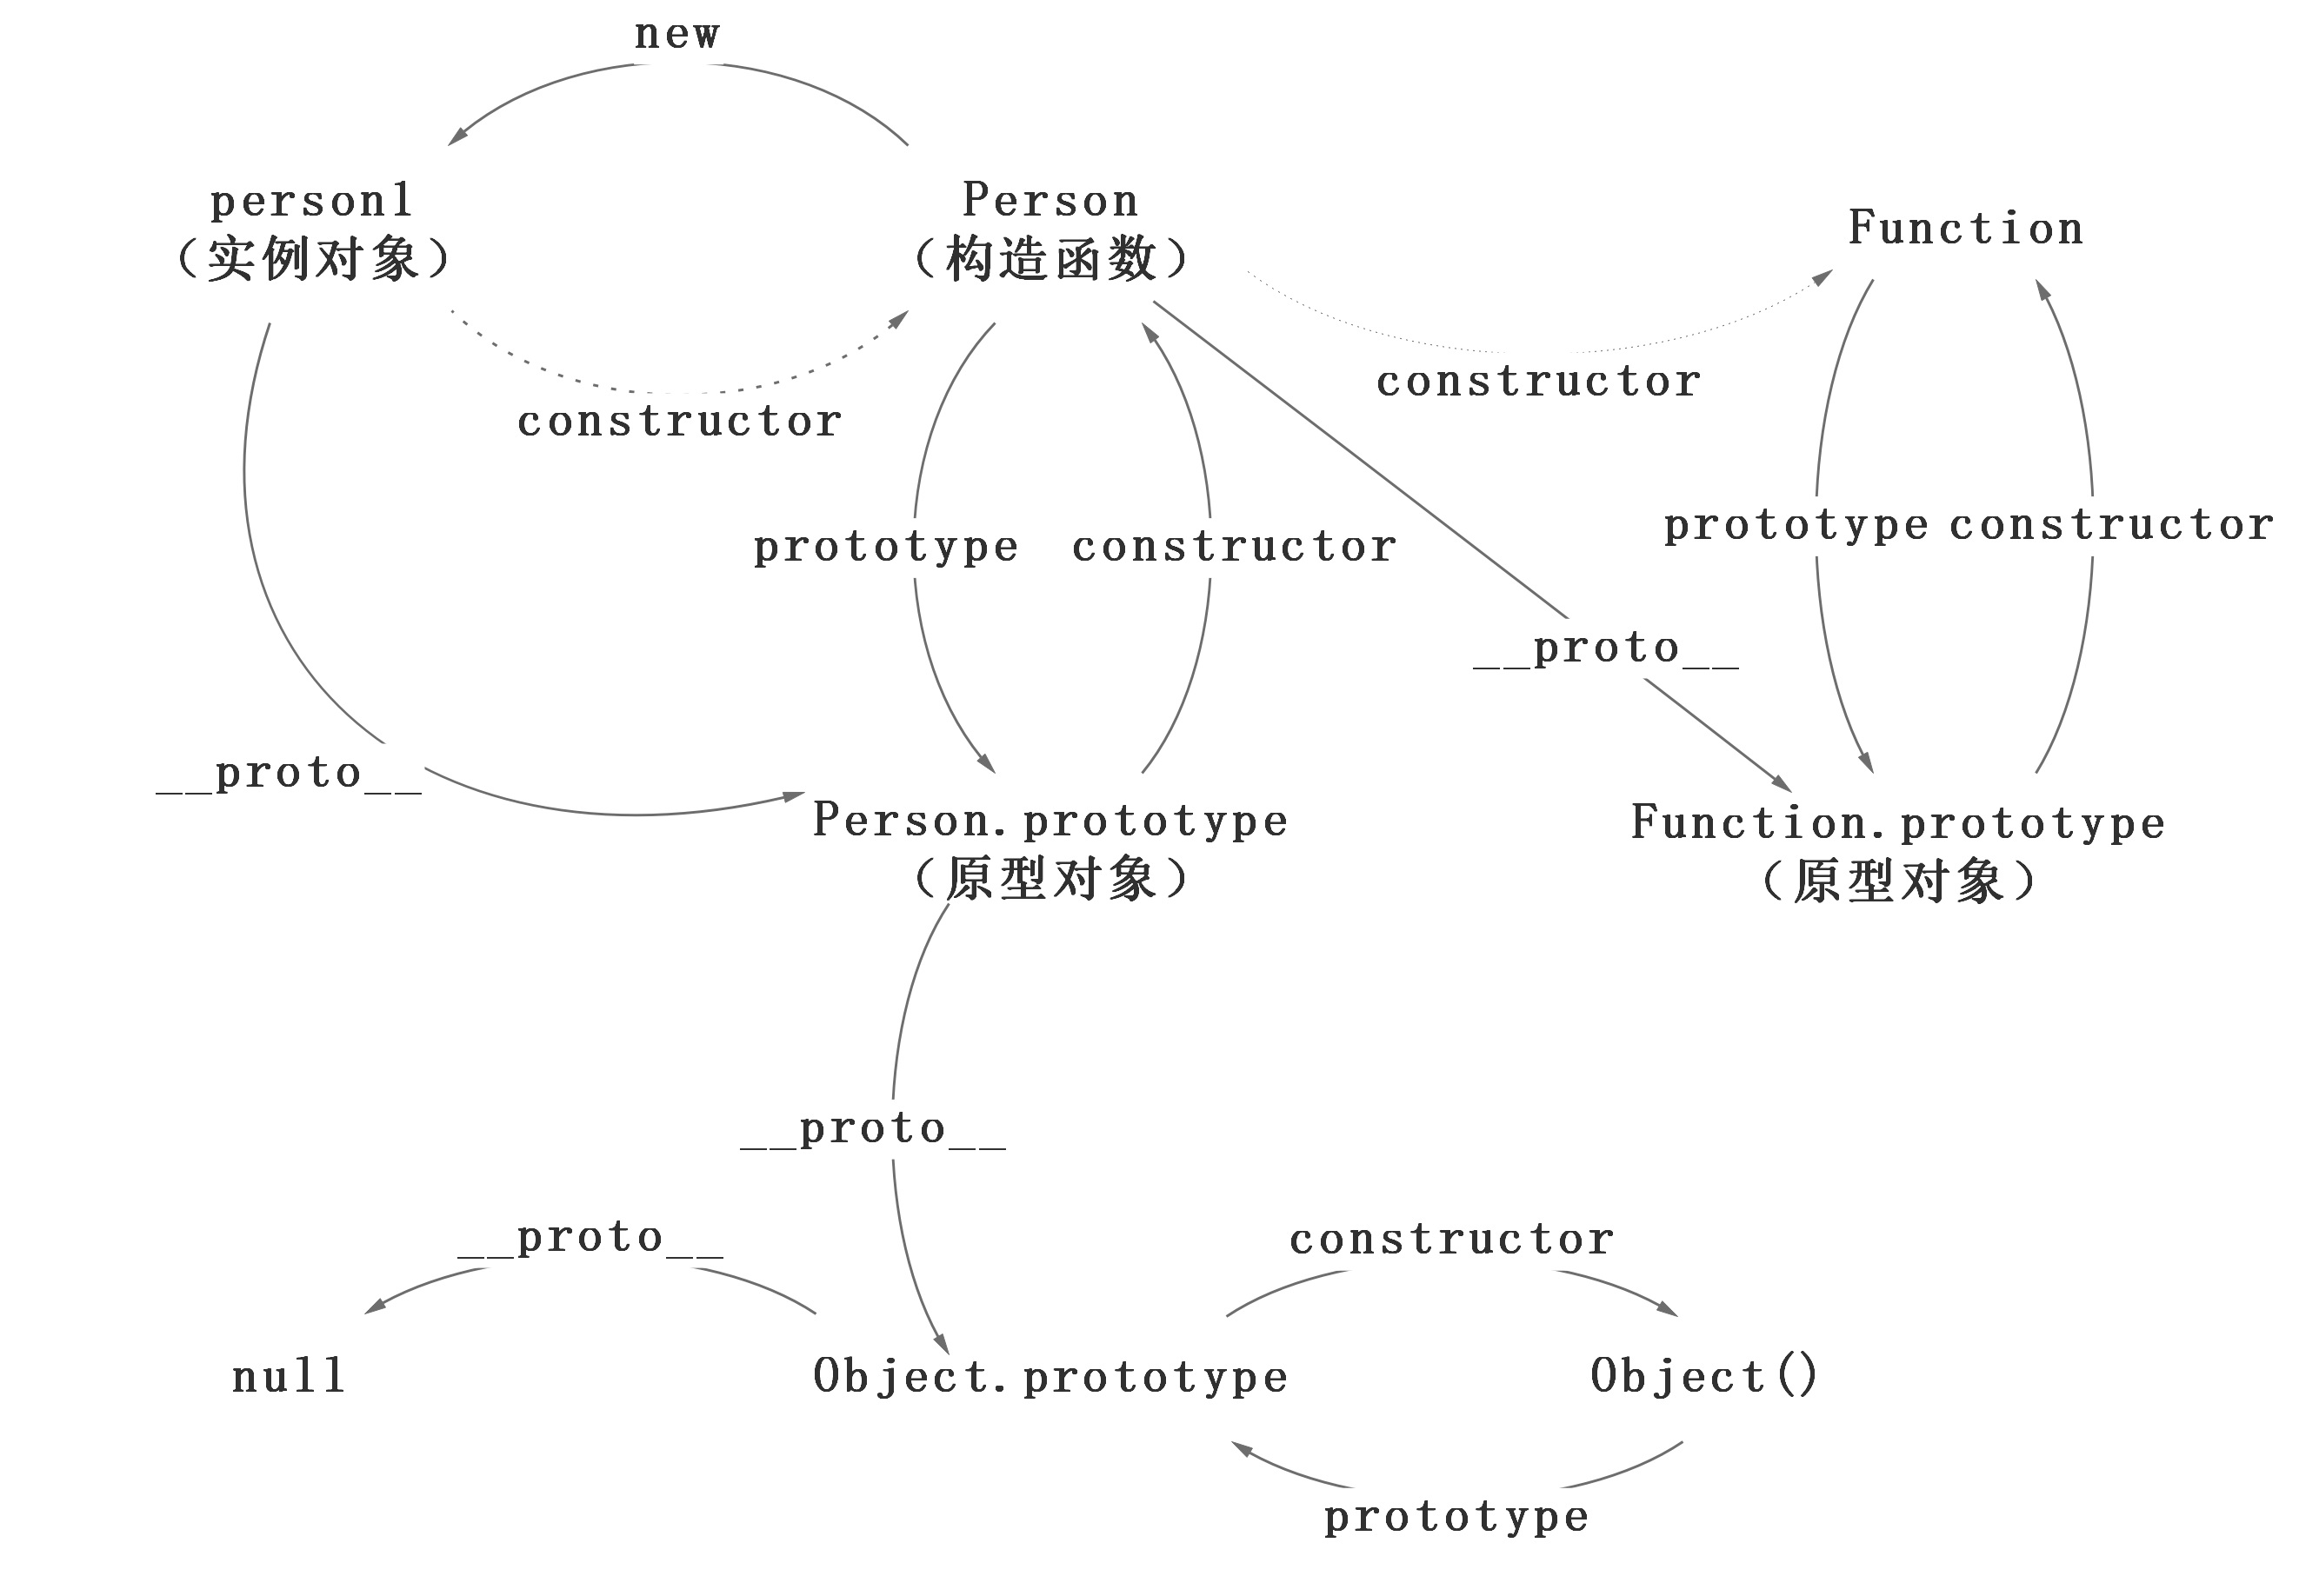 new
person1
（实例对象）
Person
（构造函数）
Function
constructor
constructor
prototype
constructor
prototype
constructor
__proto__
__proto__
Person.prototype
（原型对象）
Function.prototype
（原型对象）
__proto__
__proto__
constructor
null
Object.prototype
Object()
prototype